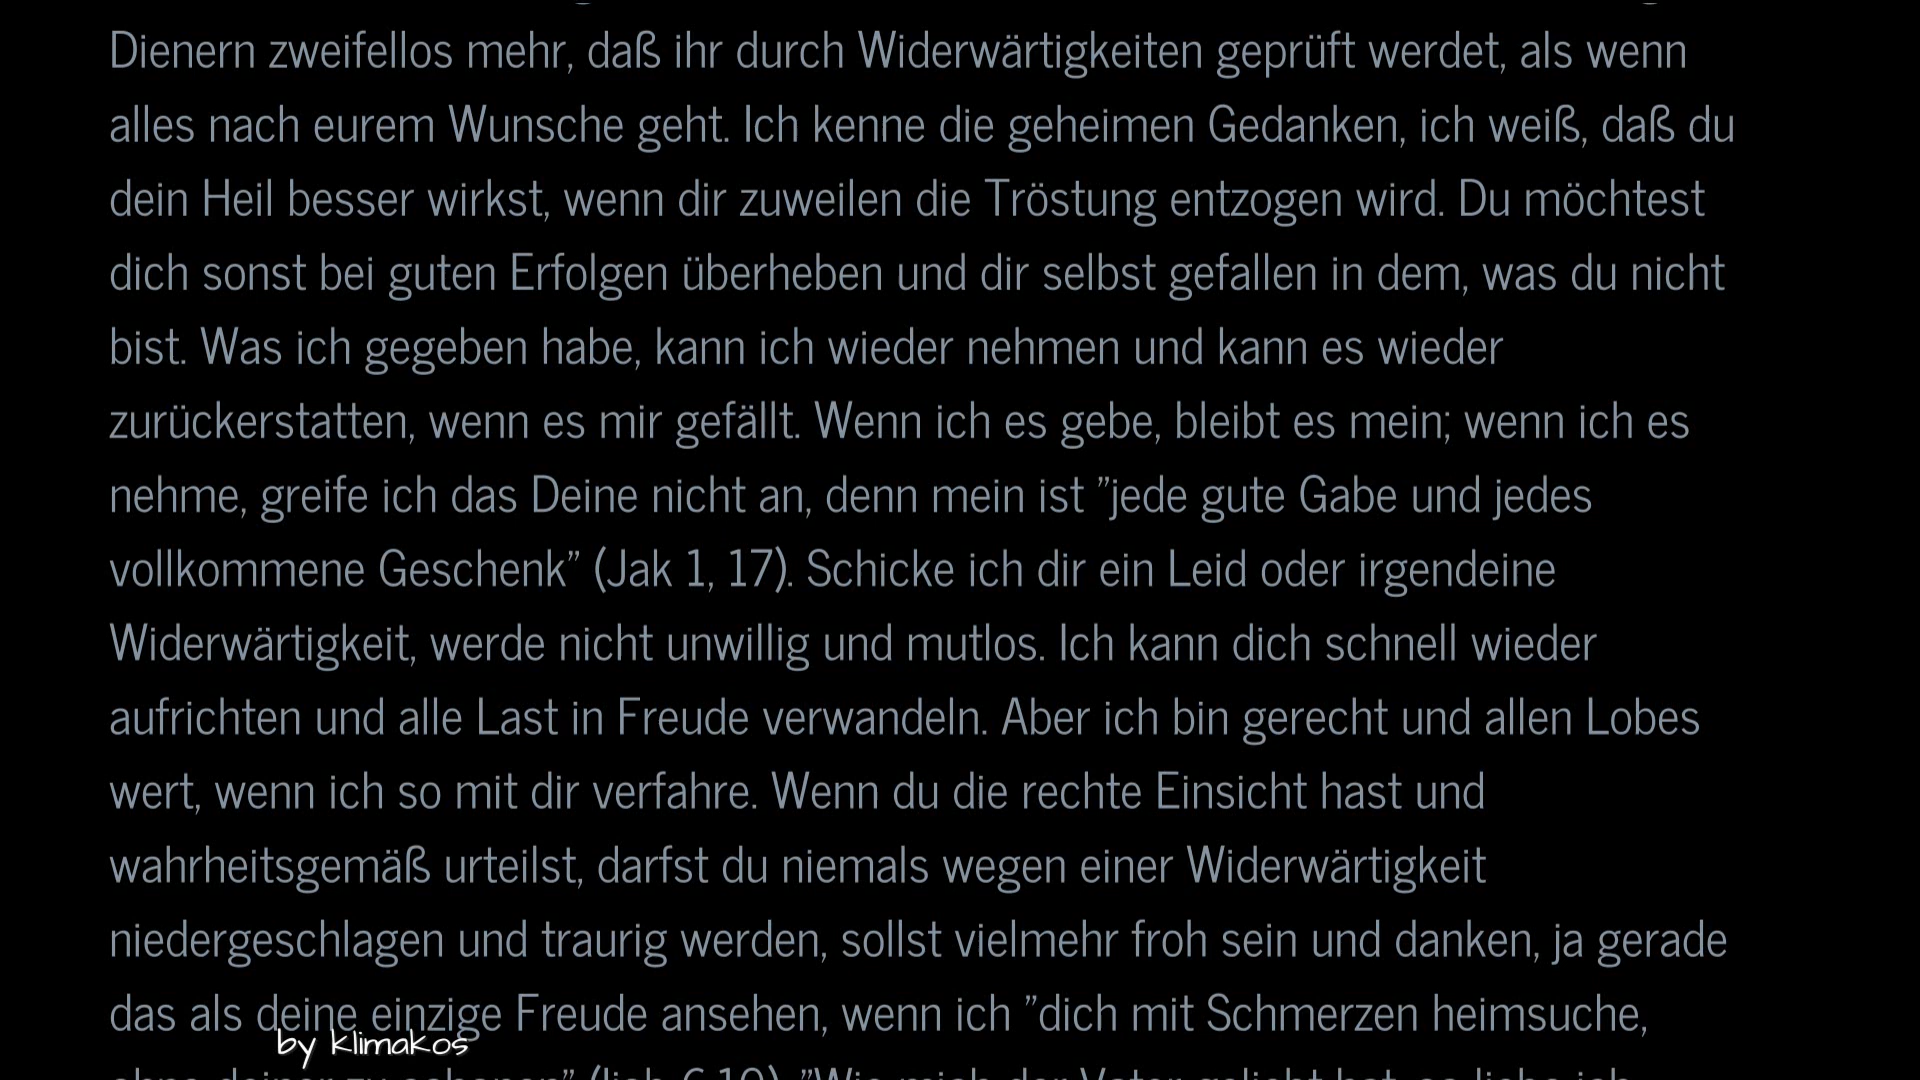 Dienern zweifellos mehr, daß ihr durch Widerwärtigkeiten geprüft werdet, als wenn
alles nach eurem Wunsche geht. Ich kenne die geheimen Gedanken, ich weiß, daß du
dein Heil besser wirkst, wenn dir zuweilen die Tröstung entzogen wird. Du möchtest
dich sonst bei guten Erfolgen überheben und dir selbst gefallen in dem, was du nicht
bist. Was ich gegeben habe, kann ich wieder nehmen und kann es wieder
zurückerstatten, wenn es mir gefällt. Wenn ich es gebe, bleibt es mein; wenn ich es
nehme, greife ich das Deine nicht an, denn mein ist "jede gute Gabe und jedes
vollkommene Geschenk" (Jak 1, 17). Schicke ich dir ein Leid oder irgendeine
Widerwärtigkeit, werde nicht unwillig und mutlos. Ich kann dich schnell wieder
aufrichten und alle Last in Freude verwandeln. Aber ich bin gerecht und allen Lobes
wert, wenn ich so mit dir verfahre. Wenn du die rechte Einsicht hast und
wahrheitsgemäß urteilst, darfst du niemals wegen einer Widerwärtigkeit
niedergeschlagen und traurig werden, sollst vielmehr froh sein und danken, ja gerade
das als deine einzige Freude ansehen, wenn ich "dich mit Schmerzen heimsuche,
by klimakos